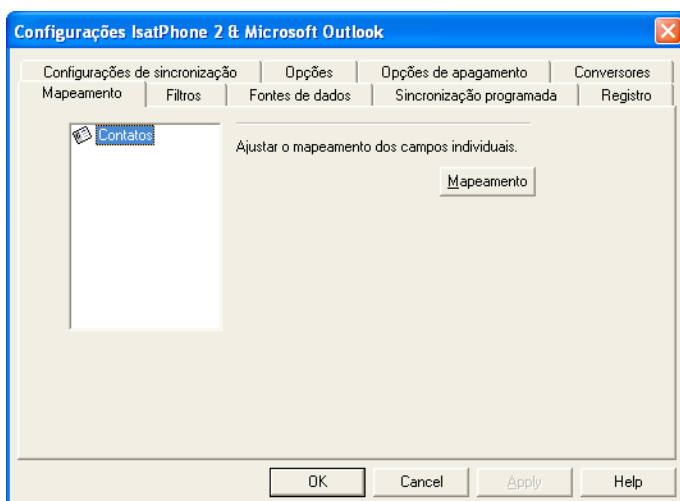 Configurações IsatPhone 2 & Microsoft Outlook
Configurações de sincronização Opções Opções de apagamento Conversores
Mapeamento Filtros Fontes de dados Sincronização programada Registro
Contatos
Ajustar o mapeamento dos campos individuais.
Mapeamento
OK Cancel Apply Help